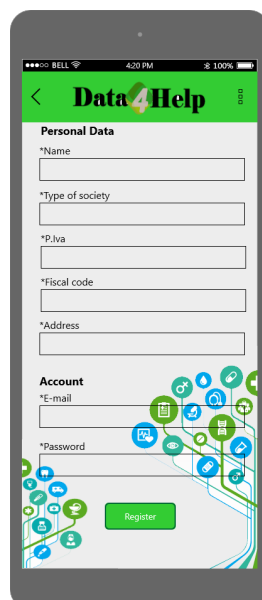 ●●●○○ BELL 4:20 PM 100%
Data4Help
Personal Data
*Name
*Type of society
*P.Iva
*Fiscal code
*Address
Account
*E-mail
*Password
Register